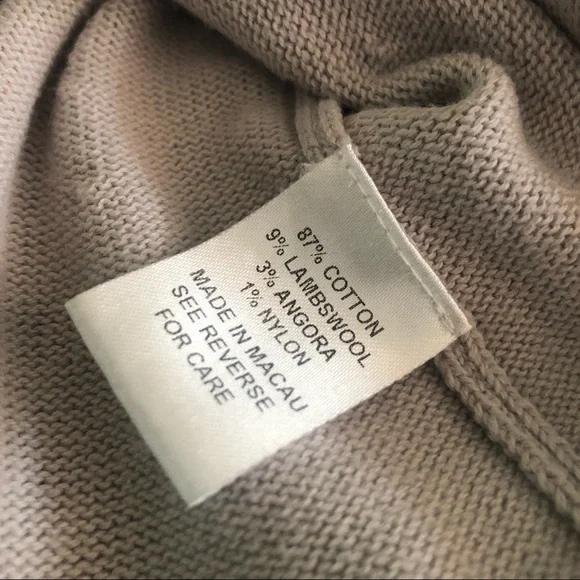 87% COTTON
9% LAMBSWOOL
3% ANGORA
1% NYLON
MADE IN MACAU
SEE REVERSE
FOR CARE